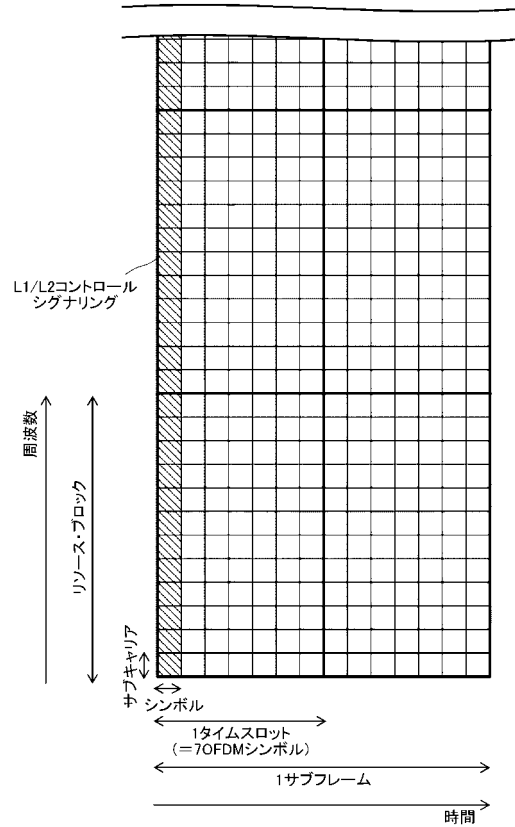 L1/L2コントロール
シグナリング
周波数
リソース・ブロック
サブキャリア
シンボル
1タイムスロット
(=7OFDMシンボル)
1サブフレーム
時間